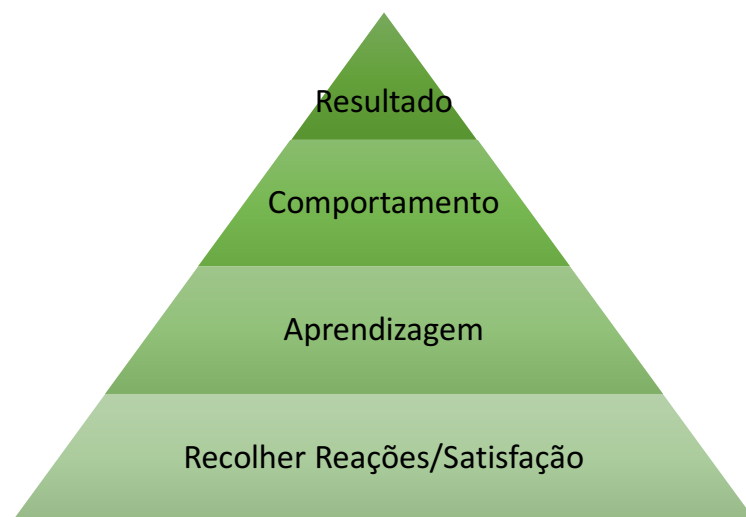 Resultado
Comportamento
Aprendizagem
Recolher Reações/Satisfação